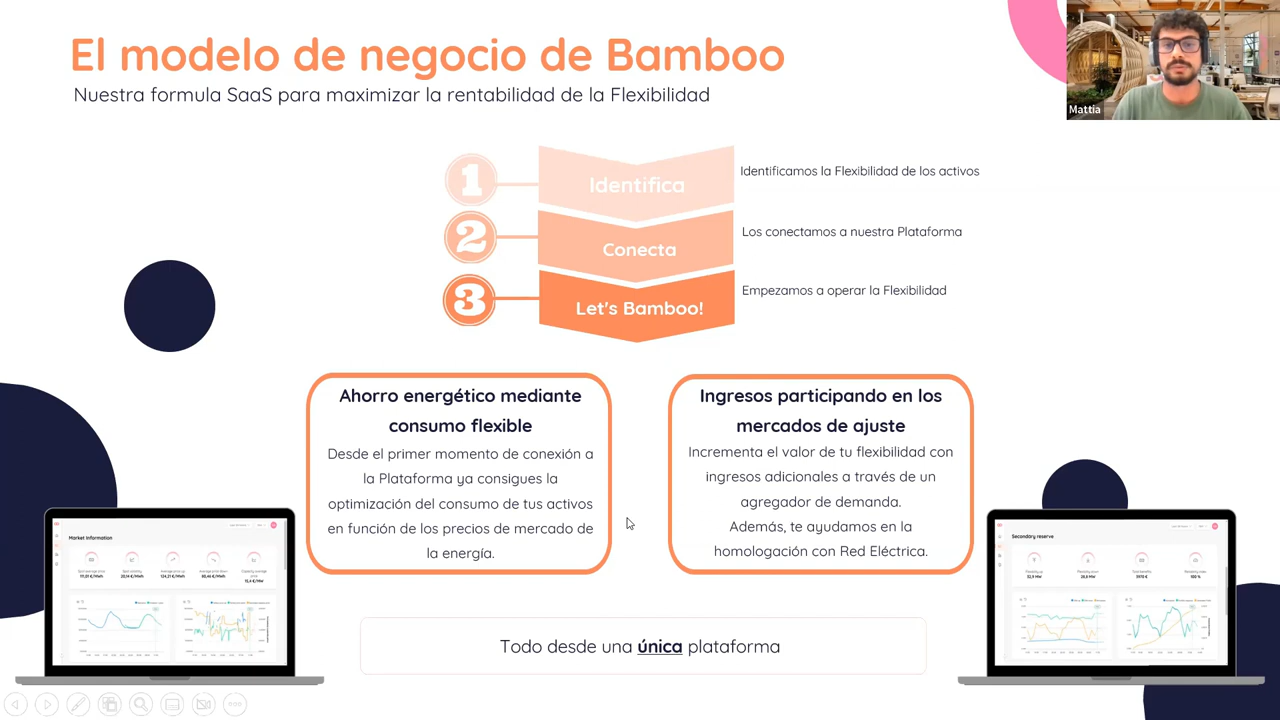 El modelo de negocio de Bamboo
Nuestra formula SaaS para maximizar la rentabilidad de la Flexibilidad
Mattia
1
Identifica
Identificamos la Flexibilidad de los activos
2
Conecta
Los conectamos a nuestra Plataforma
3
Let's Bamboo!
Empezamos a operar la Flexibilidad
Ahorro energético mediante
consumo flexible
Desde el primer momento de conexión a
la Plataforma ya consigues la
optimización del consumo de tus activos
en función de los precios de mercado de
la energía.
Ingresos participando en los
mercados de ajuste
Incrementa el valor de tu flexibilidad con
ingresos adicionales a través de un
agregador de demanda.
Además, te ayudamos en la
homologación con Red Eléctrica.
Market Information
Secondary reserve
Todo desde una única plataforma